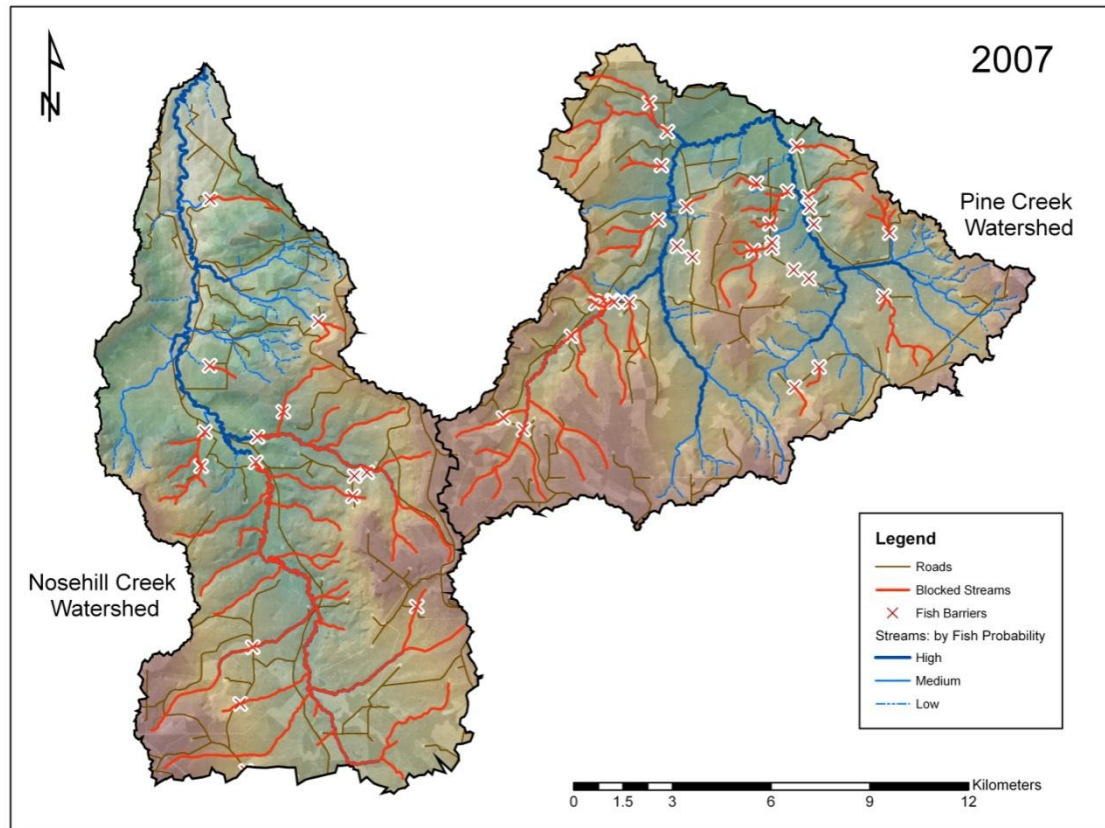 2007
N
Pine Creek
Watershed
Nosehill Creek
Watershed
Legend
Roads
Blocked Streams
Fish Barriers
Streams: by Fish Probability
High
Medium
Low
Kilometers
0 1.5 3 6 9 12